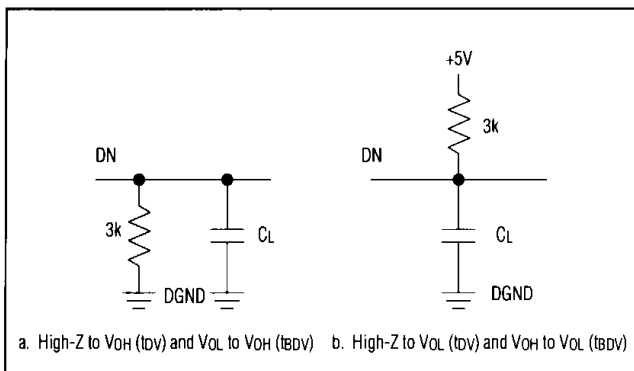 +5V
3k
DN
DN
3k
CL
CL
DGND
DGND
a. High-Z to VOH (tDV) and VOL to VOH (tBDV)
b. High-Z to VOL (tDV) and VOH to VOL (tBDV)